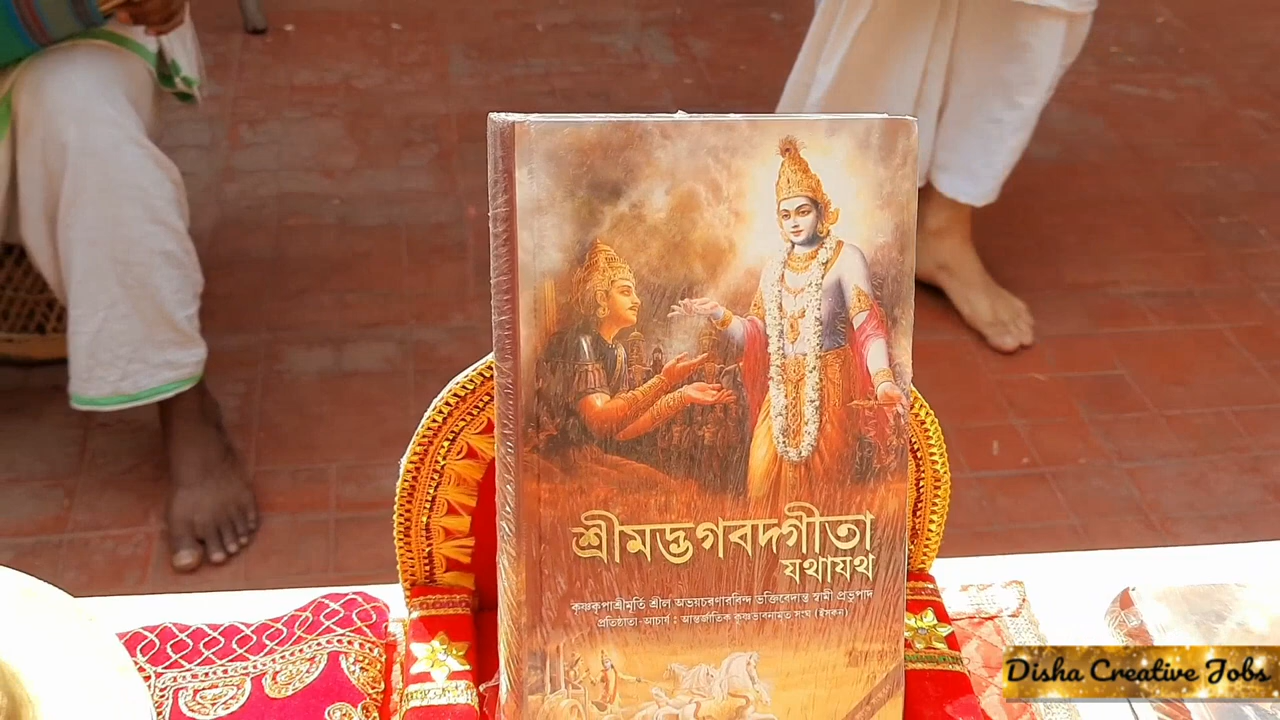 শ্রীমদ্ভগবদ্গীতা
যথাযথ
কৃষ্ণকৃপাশ্রীমূর্তি শ্রীল অভয়চরণারবিন্দ ভক্তিবেদান্ত স্বামী প্রভুপাদ
প্রতিষ্ঠাতা-আচার্য : আন্তর্জাতিক কৃষ্ণভাবনামৃত সংঘ (ইসকন)
Disha Creative Jobs